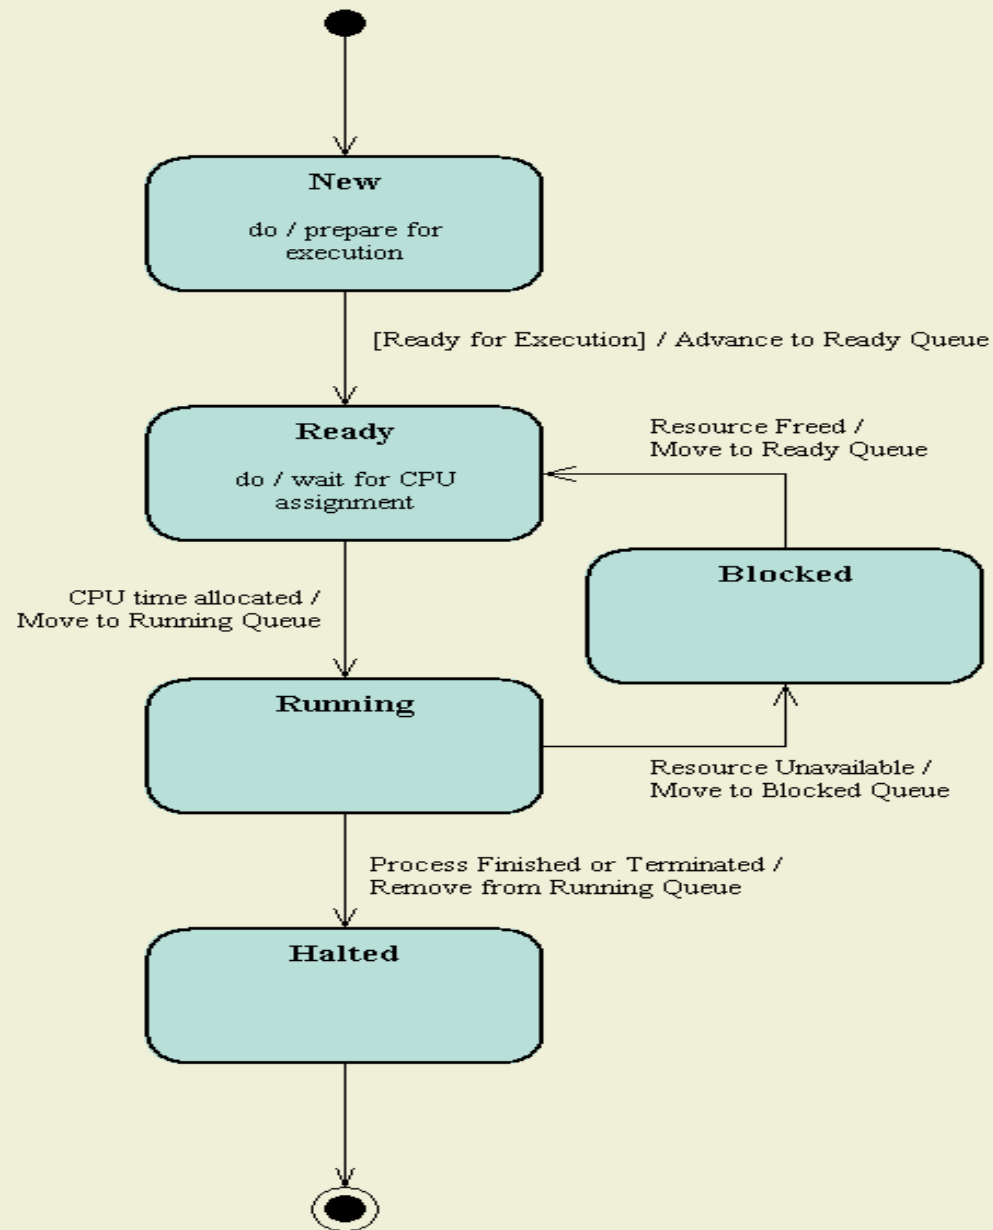 New
do / prepare for
execution
[Ready for Execution] / Advance to Ready Queue
Ready
do / wait for CPU
assignment
Resource Freed /
Move to Ready Queue
Blocked
CPU time allocated /
Move to Running Queue
Running
Resource Unavailable /
Move to Blocked Queue
Process Finished or Terminated /
Remove from Running Queue
Halted